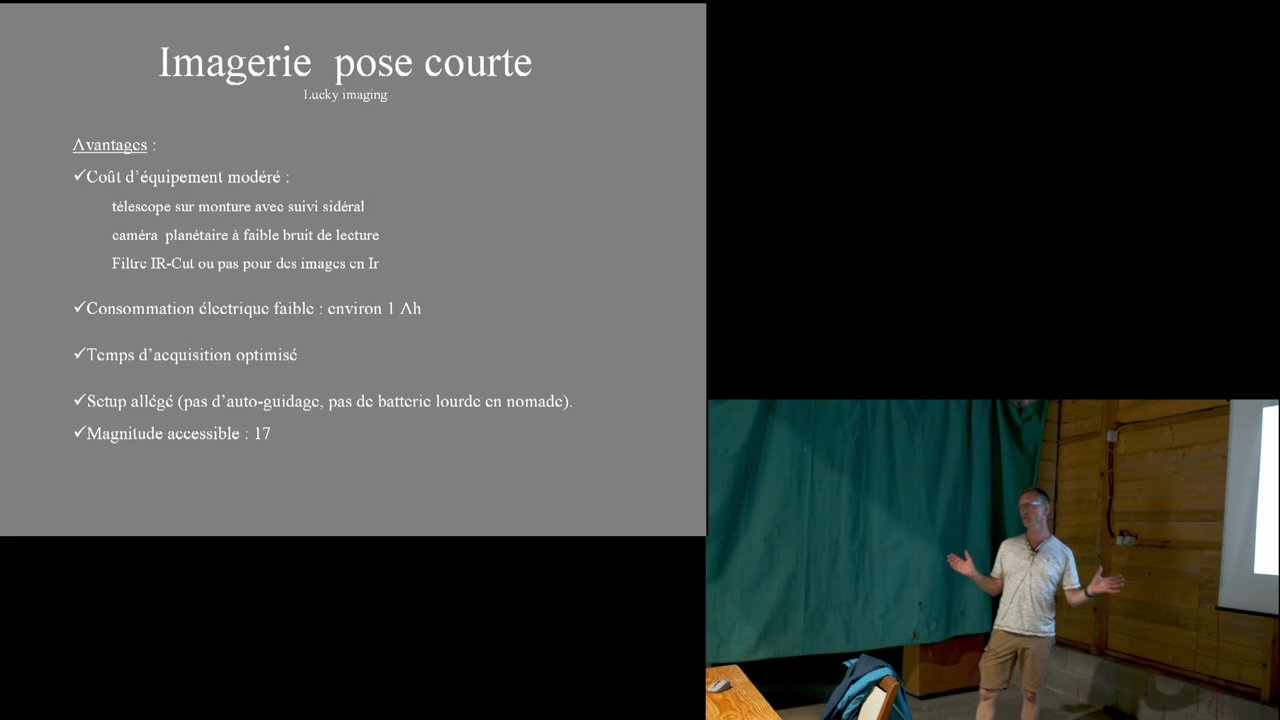 Imagerie pose courte
Lucky imaging
Avantages :
✓Coût d’équipement modéré :
télescope sur monture avec suivi sidéral
caméra planétaire à faible bruit de lecture
Filtre IR-Cut ou pas pour des images en Ir
✓Consommation électrique faible : environ 1 Ah
✓Temps d’acquisition optimisé
✓Setup allégé (pas d’auto-guidage, pas de batterie lourde en nomade).
✓Magnitude accessible : 17